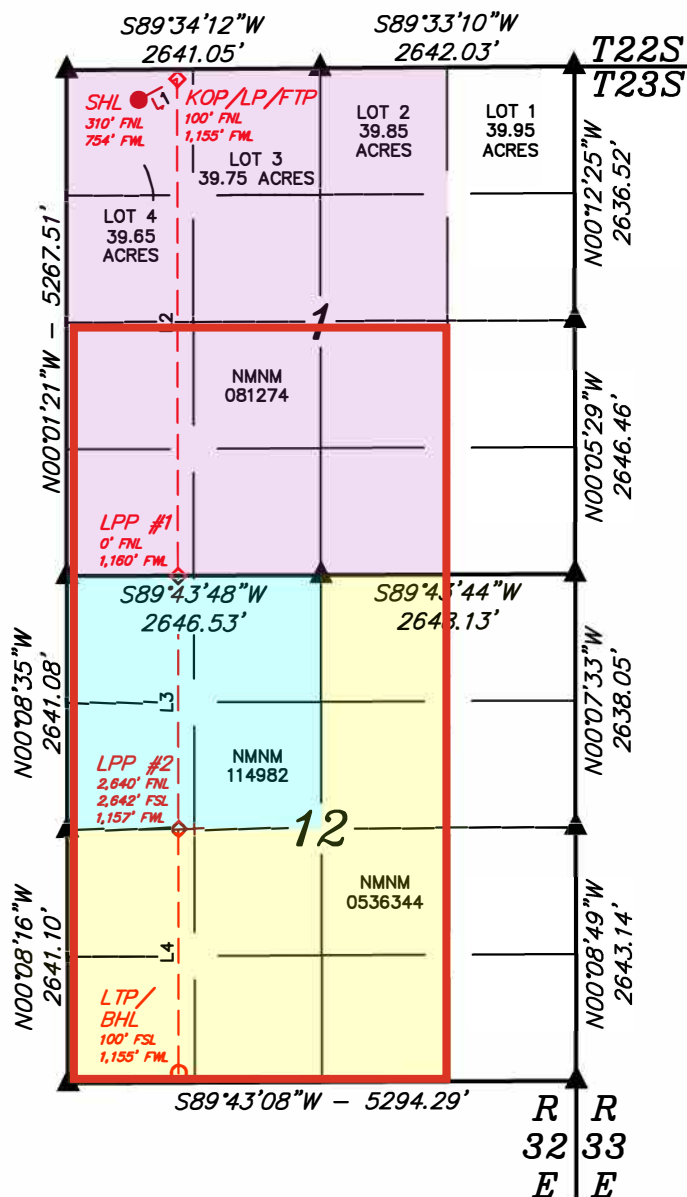 S89°34'12"W
2641.05'
S89°33'10"W
2642.03'
T22S
T23S
SHL
310' FNL
754' FWL
L1
KOP/LP/FTP
100' FNL
1,155' FWL
LOT 4
39.65
ACRES
LOT 3
39.75 ACRES
LOT 2
39.85
ACRES
LOT 1
39.95
ACRES
N00°12'25"W
2636.52'
N00°01'21"W - 5267.51'
L2
1
NMNM
081274
N00°05'29"W
2646.46'
LPP #1
0' FNL
1,160' FWL
S89°43'48"W
2646.53'
S89°43'44"W
N00°08'35"W
2641.08'
L3
N00°07'33"W
2638.05'
LPP #2
2,640' FNL
2,642' FSL
1,157' FWL
NMNM
114982
12
NMNM
0536344
N00°08'16"W
2641.10'
L4
N00°08'49"W
2643.14'
LTP/
BHL
100' FSL
1,155' FWL
S89°43'08"W - 5294.29'
R R
32 33
E E